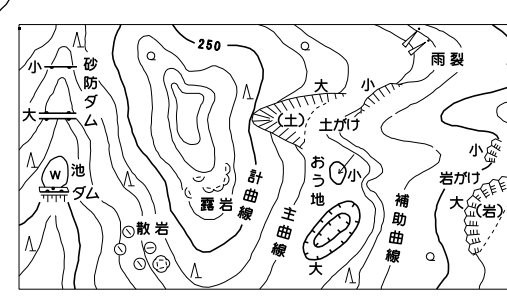 250
小
砂防ダム
大
W
池
ダム
散岩
露岩
計曲線
主曲線
大
小
(土)
土がけ
おう地
小
大
補助曲線
雨裂
小
岩がけ
大
(岩)